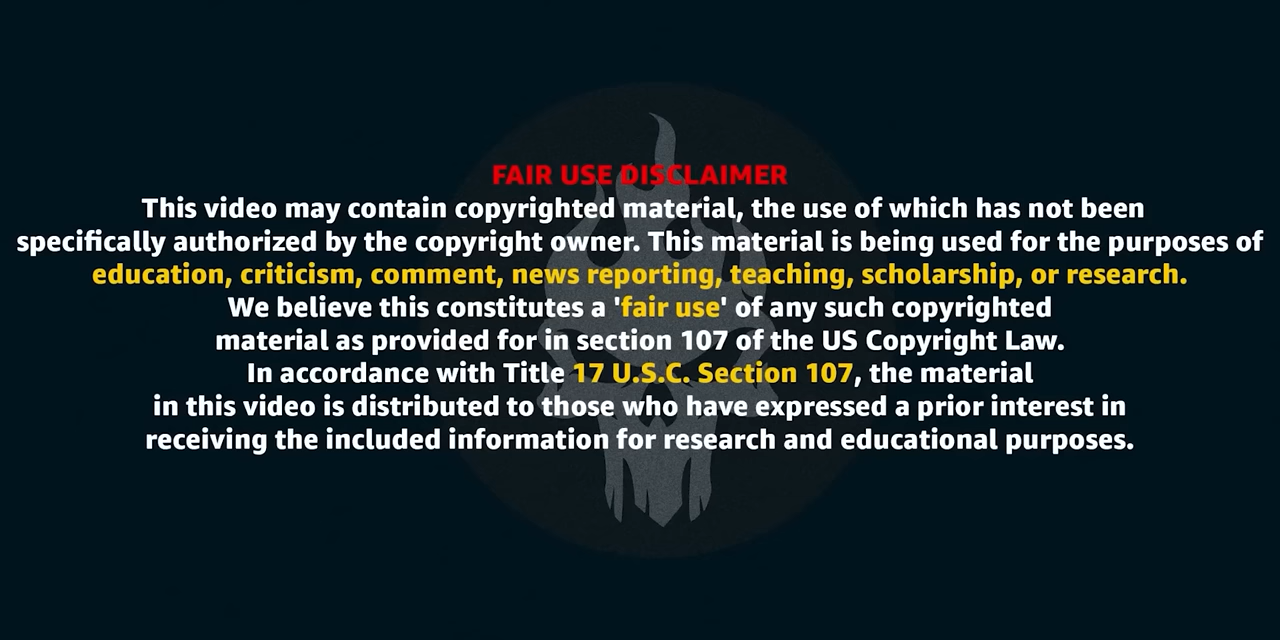 FAIR USE DISCLAIMER
This video may contain copyrighted material, the use of which has not been
specifically authorized by the copyright owner. This material is being used for the purposes of
education, criticism, comment, news reporting, teaching, scholarship, or research.
We believe this constitutes a 'fair use' of any such copyrighted
material as provided for in section 107 of the US Copyright Law.
In accordance with Title 17 U.S.C. Section 107, the material
in this video is distributed to those who have expressed a prior interest in
receiving the included information for research and educational purposes.